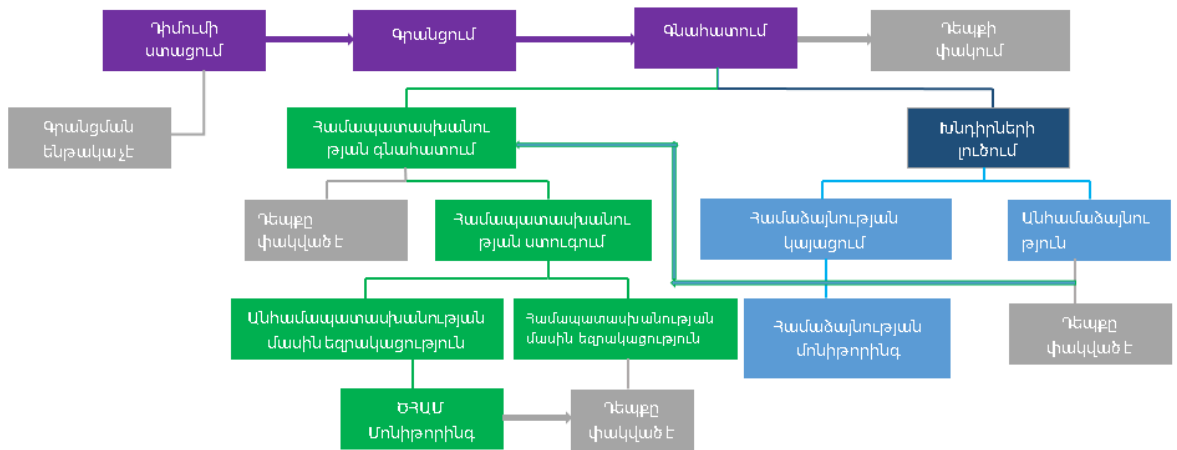 Դիմումի
ստացում
Գրանցում
Գնահատում
Դեպքի
փակում
Գրանցման
ենթակա չէ
Համապատասխանու
թյան գնահատում
Խնդիրների
լուծում
Դեպքը
փակված է
Համապատասխանու
թյան ստուգում
Համաձայնության
կայացում
Անհամաձայնու
թյուն
Անհամապատասխանության
մասին եզրակացություն
Համապատասխանության
մասին եզրակացություն
Համաձայնության
մոնիթորինգ
Դեպքը
փակված է
ԾՀԱՄ
Մոնիթորինգ
Դեպքը
փակված է